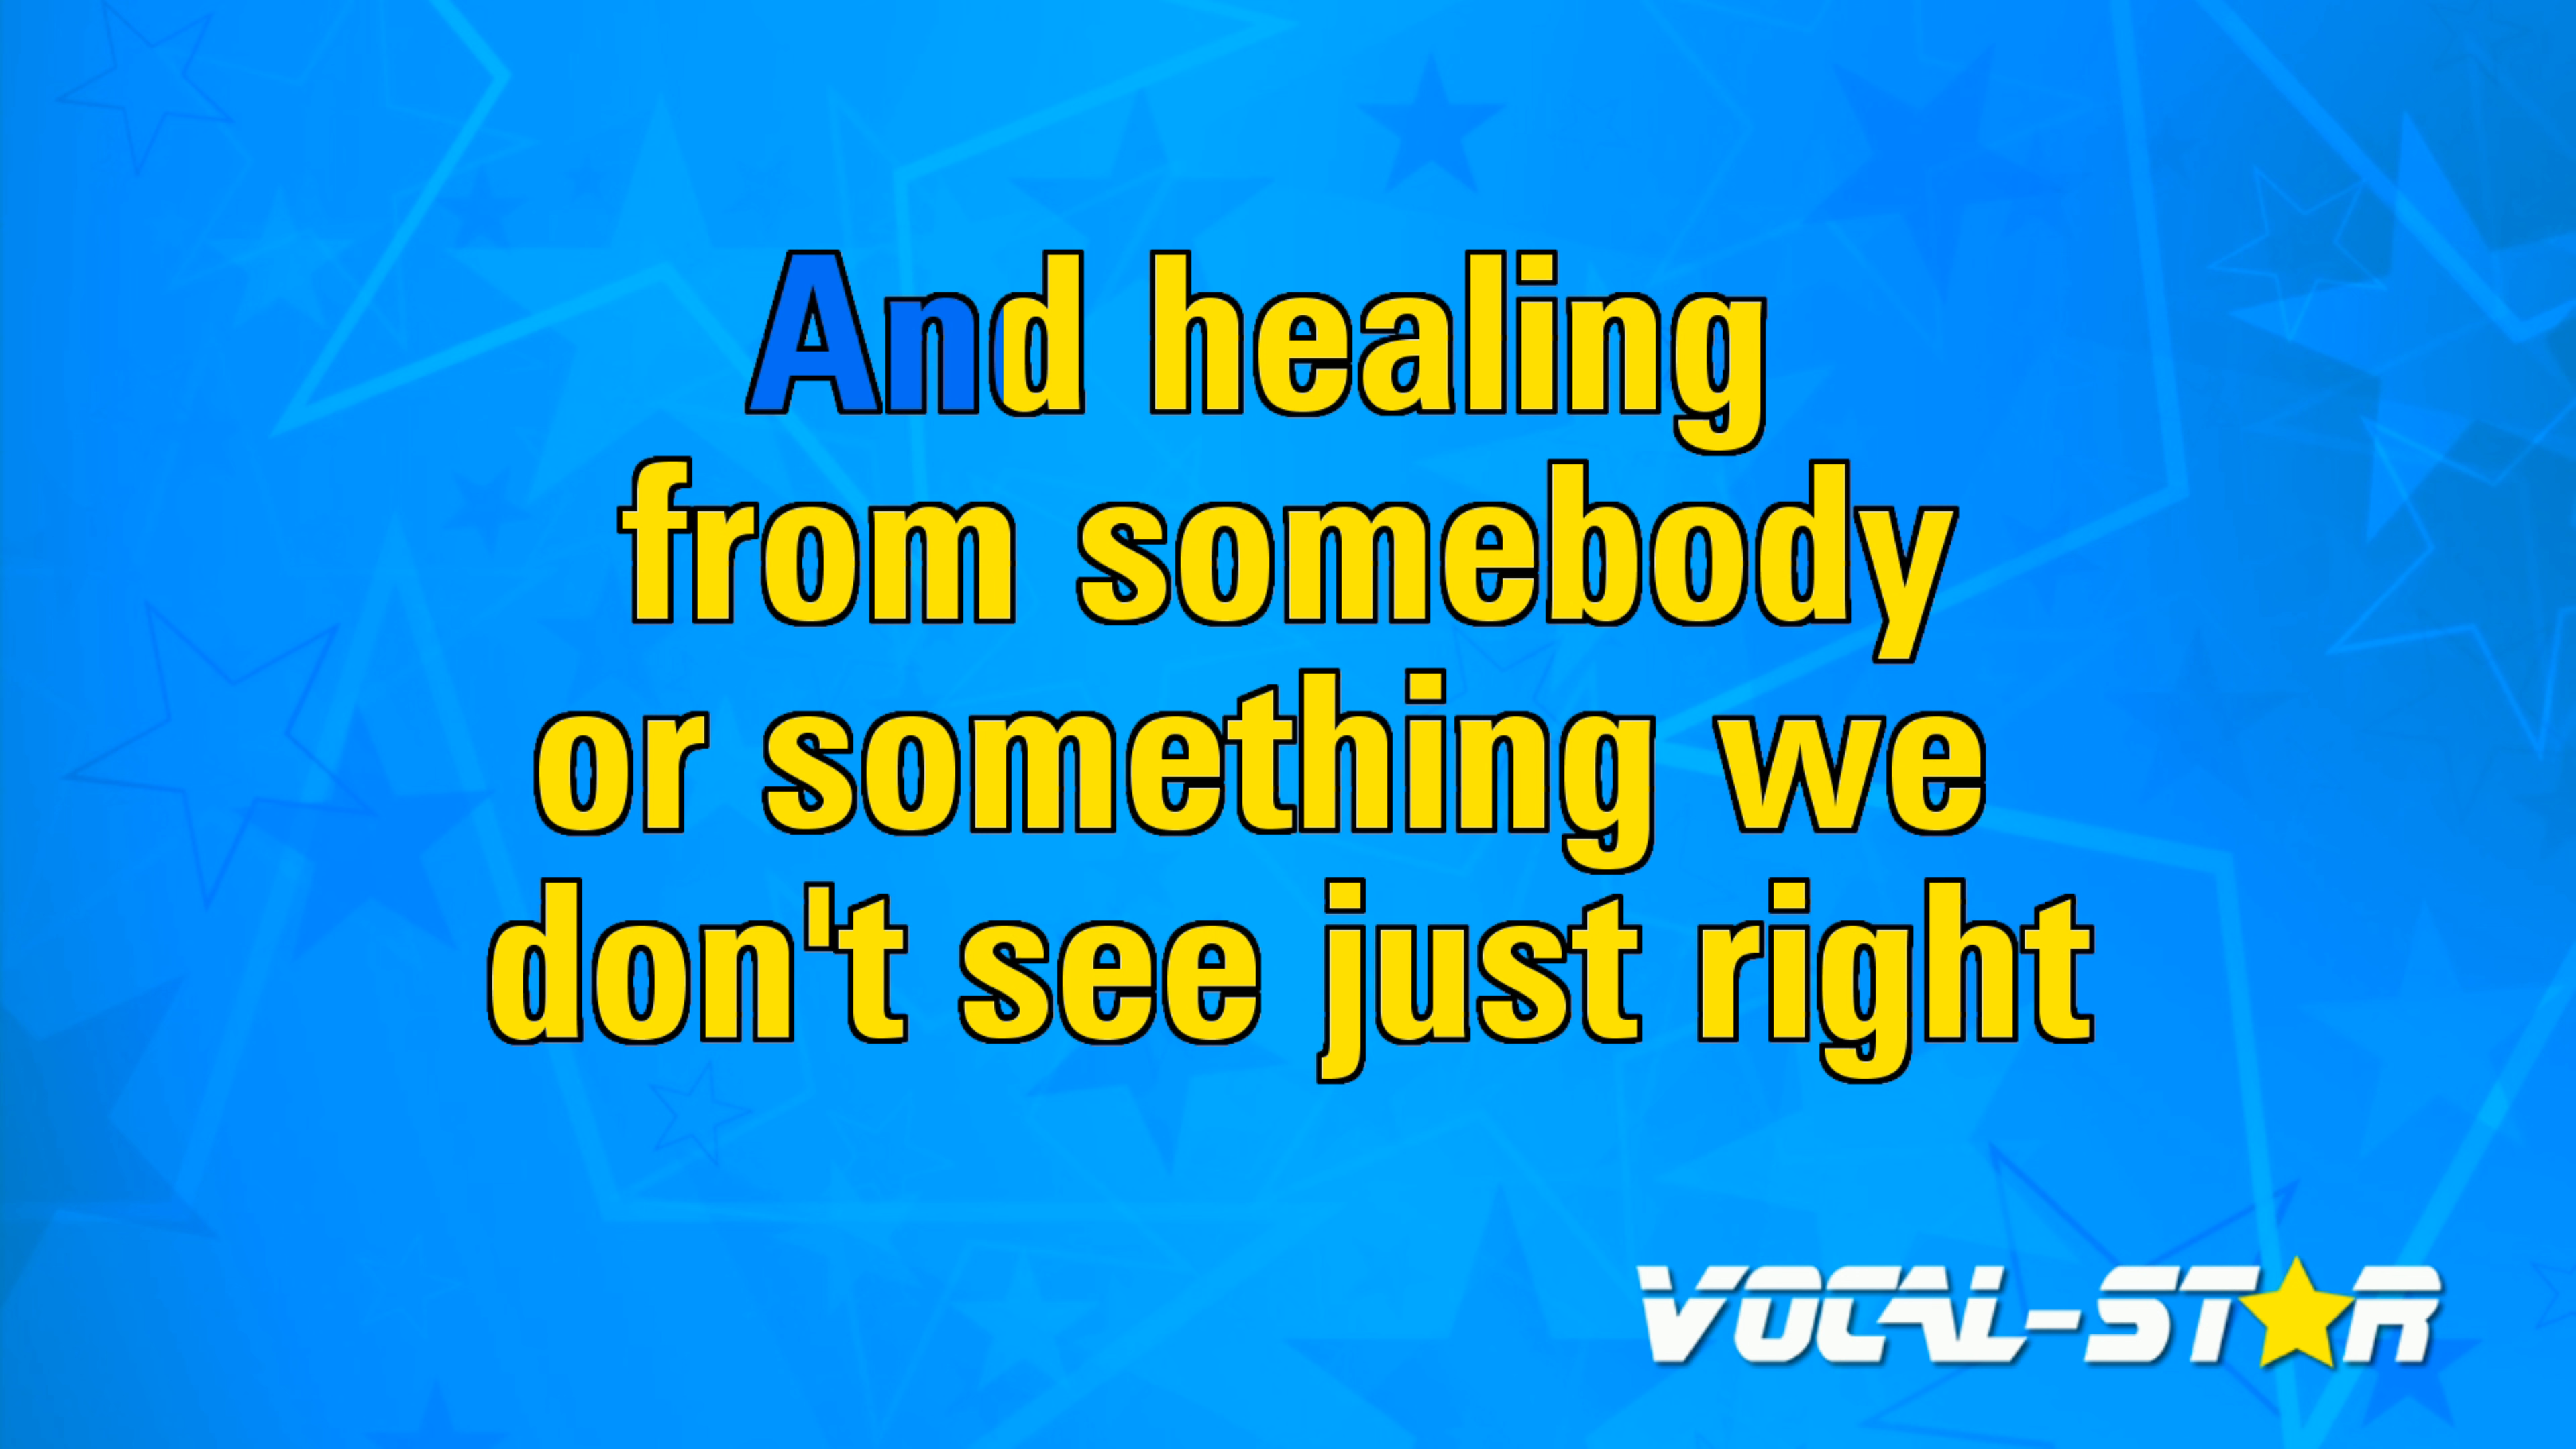 And healing
from somebody
or something we
don't see just right
VOCAL-STAR